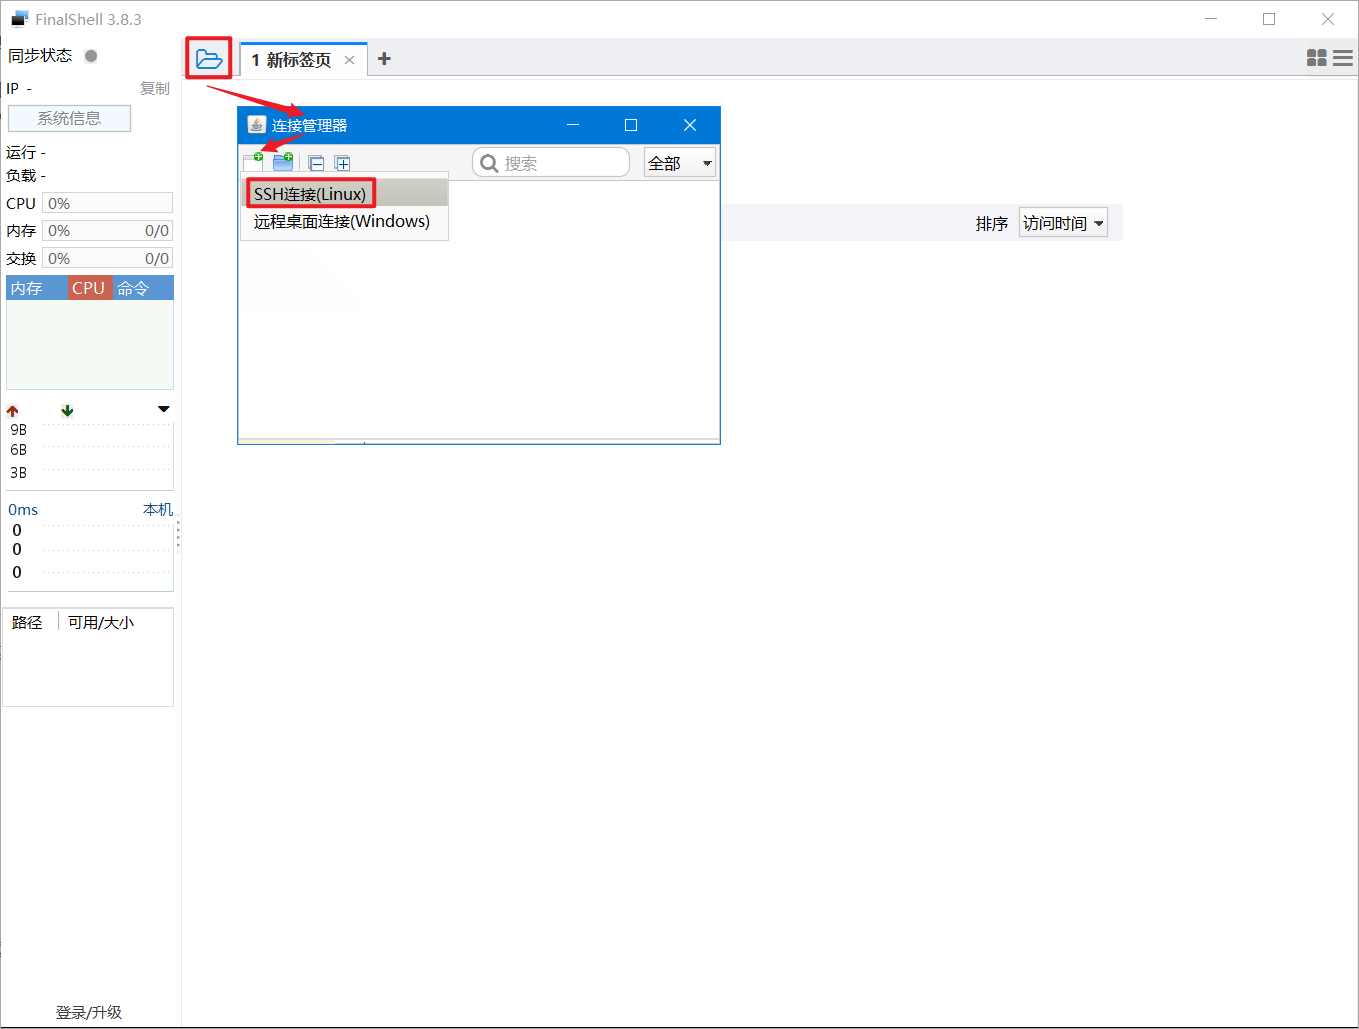 FinalShell 3.8.3
同步状态
IP -
复制
系统信息
运行 -
负载 -
CPU 0%
内存 0% 0/0
交换 0% 0/0
内存 CPU 命令
9B
6B
3B
0ms 本机
0
0
0
路径 可用/大小
登录/升级
1 新标签页
连接管理器
搜索
全部
SSH连接(Linux)
远程桌面连接(Windows)
排序 访问时间